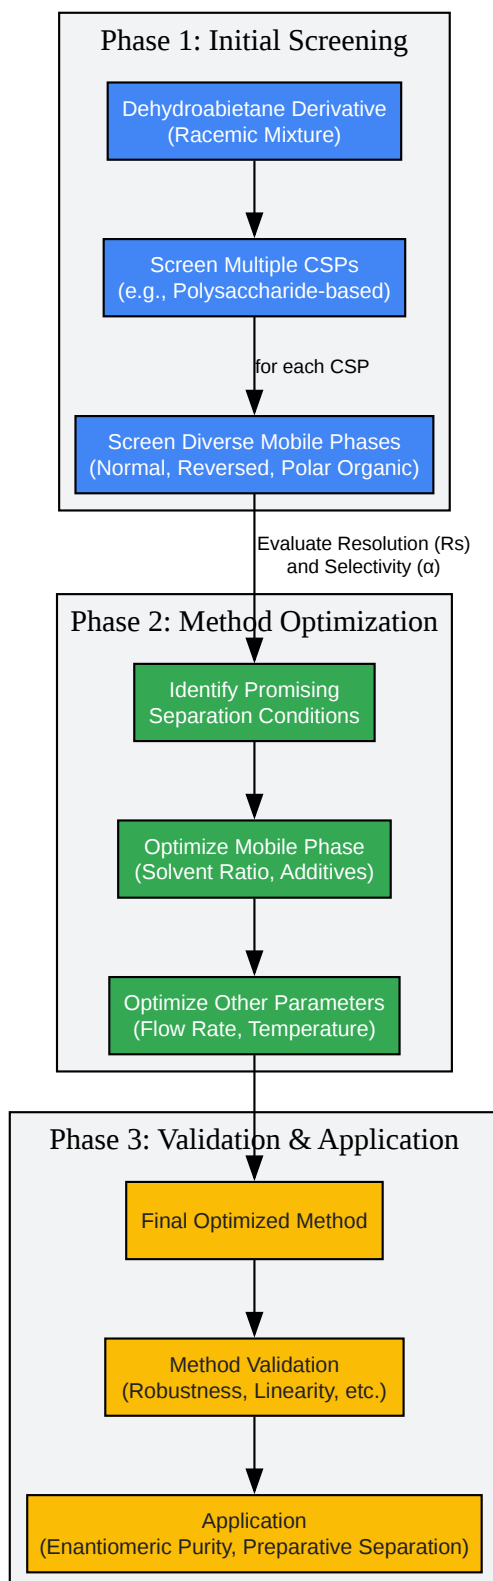 Phase 1: Initial Screening
Dehydroabietane Derivative
(Racemic Mixture)
Screen Multiple CSPs
(e.g., Polysaccharide-based)
for each CSP
Screen Diverse Mobile Phases
(Normal, Reversed, Polar Organic)
Evaluate Resolution (Rs)
and Selectivity (α)
Phase 2: Method Optimization
Identify Promising
Separation Conditions
Optimize Mobile Phase
(Solvent Ratio, Additives)
Optimize Other Parameters
(Flow Rate, Temperature)
Phase 3: Validation & Application
Final Optimized Method
Method Validation
(Robustness, Linearity, etc.)
Application
(Enantiomeric Purity, Preparative Separation)